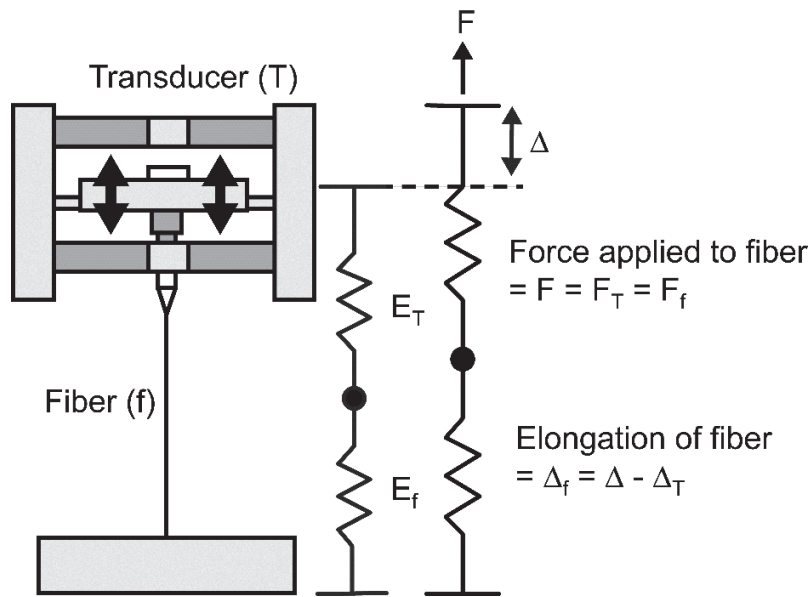 F
Transducer (T)
Δ
Force applied to fiber
= F = F_T = F_f
E_T
Fiber (f)
Elongation of fiber
= Δ_f = Δ - Δ_T
E_f